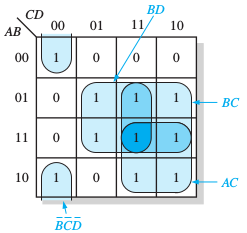 BD
CD
AB
00 01 11 10
00 1 0 0 0
01 0 1 1 1
BC
11 0 1 1 1
10 1 0 1 1
AC
B̄C̄D̄